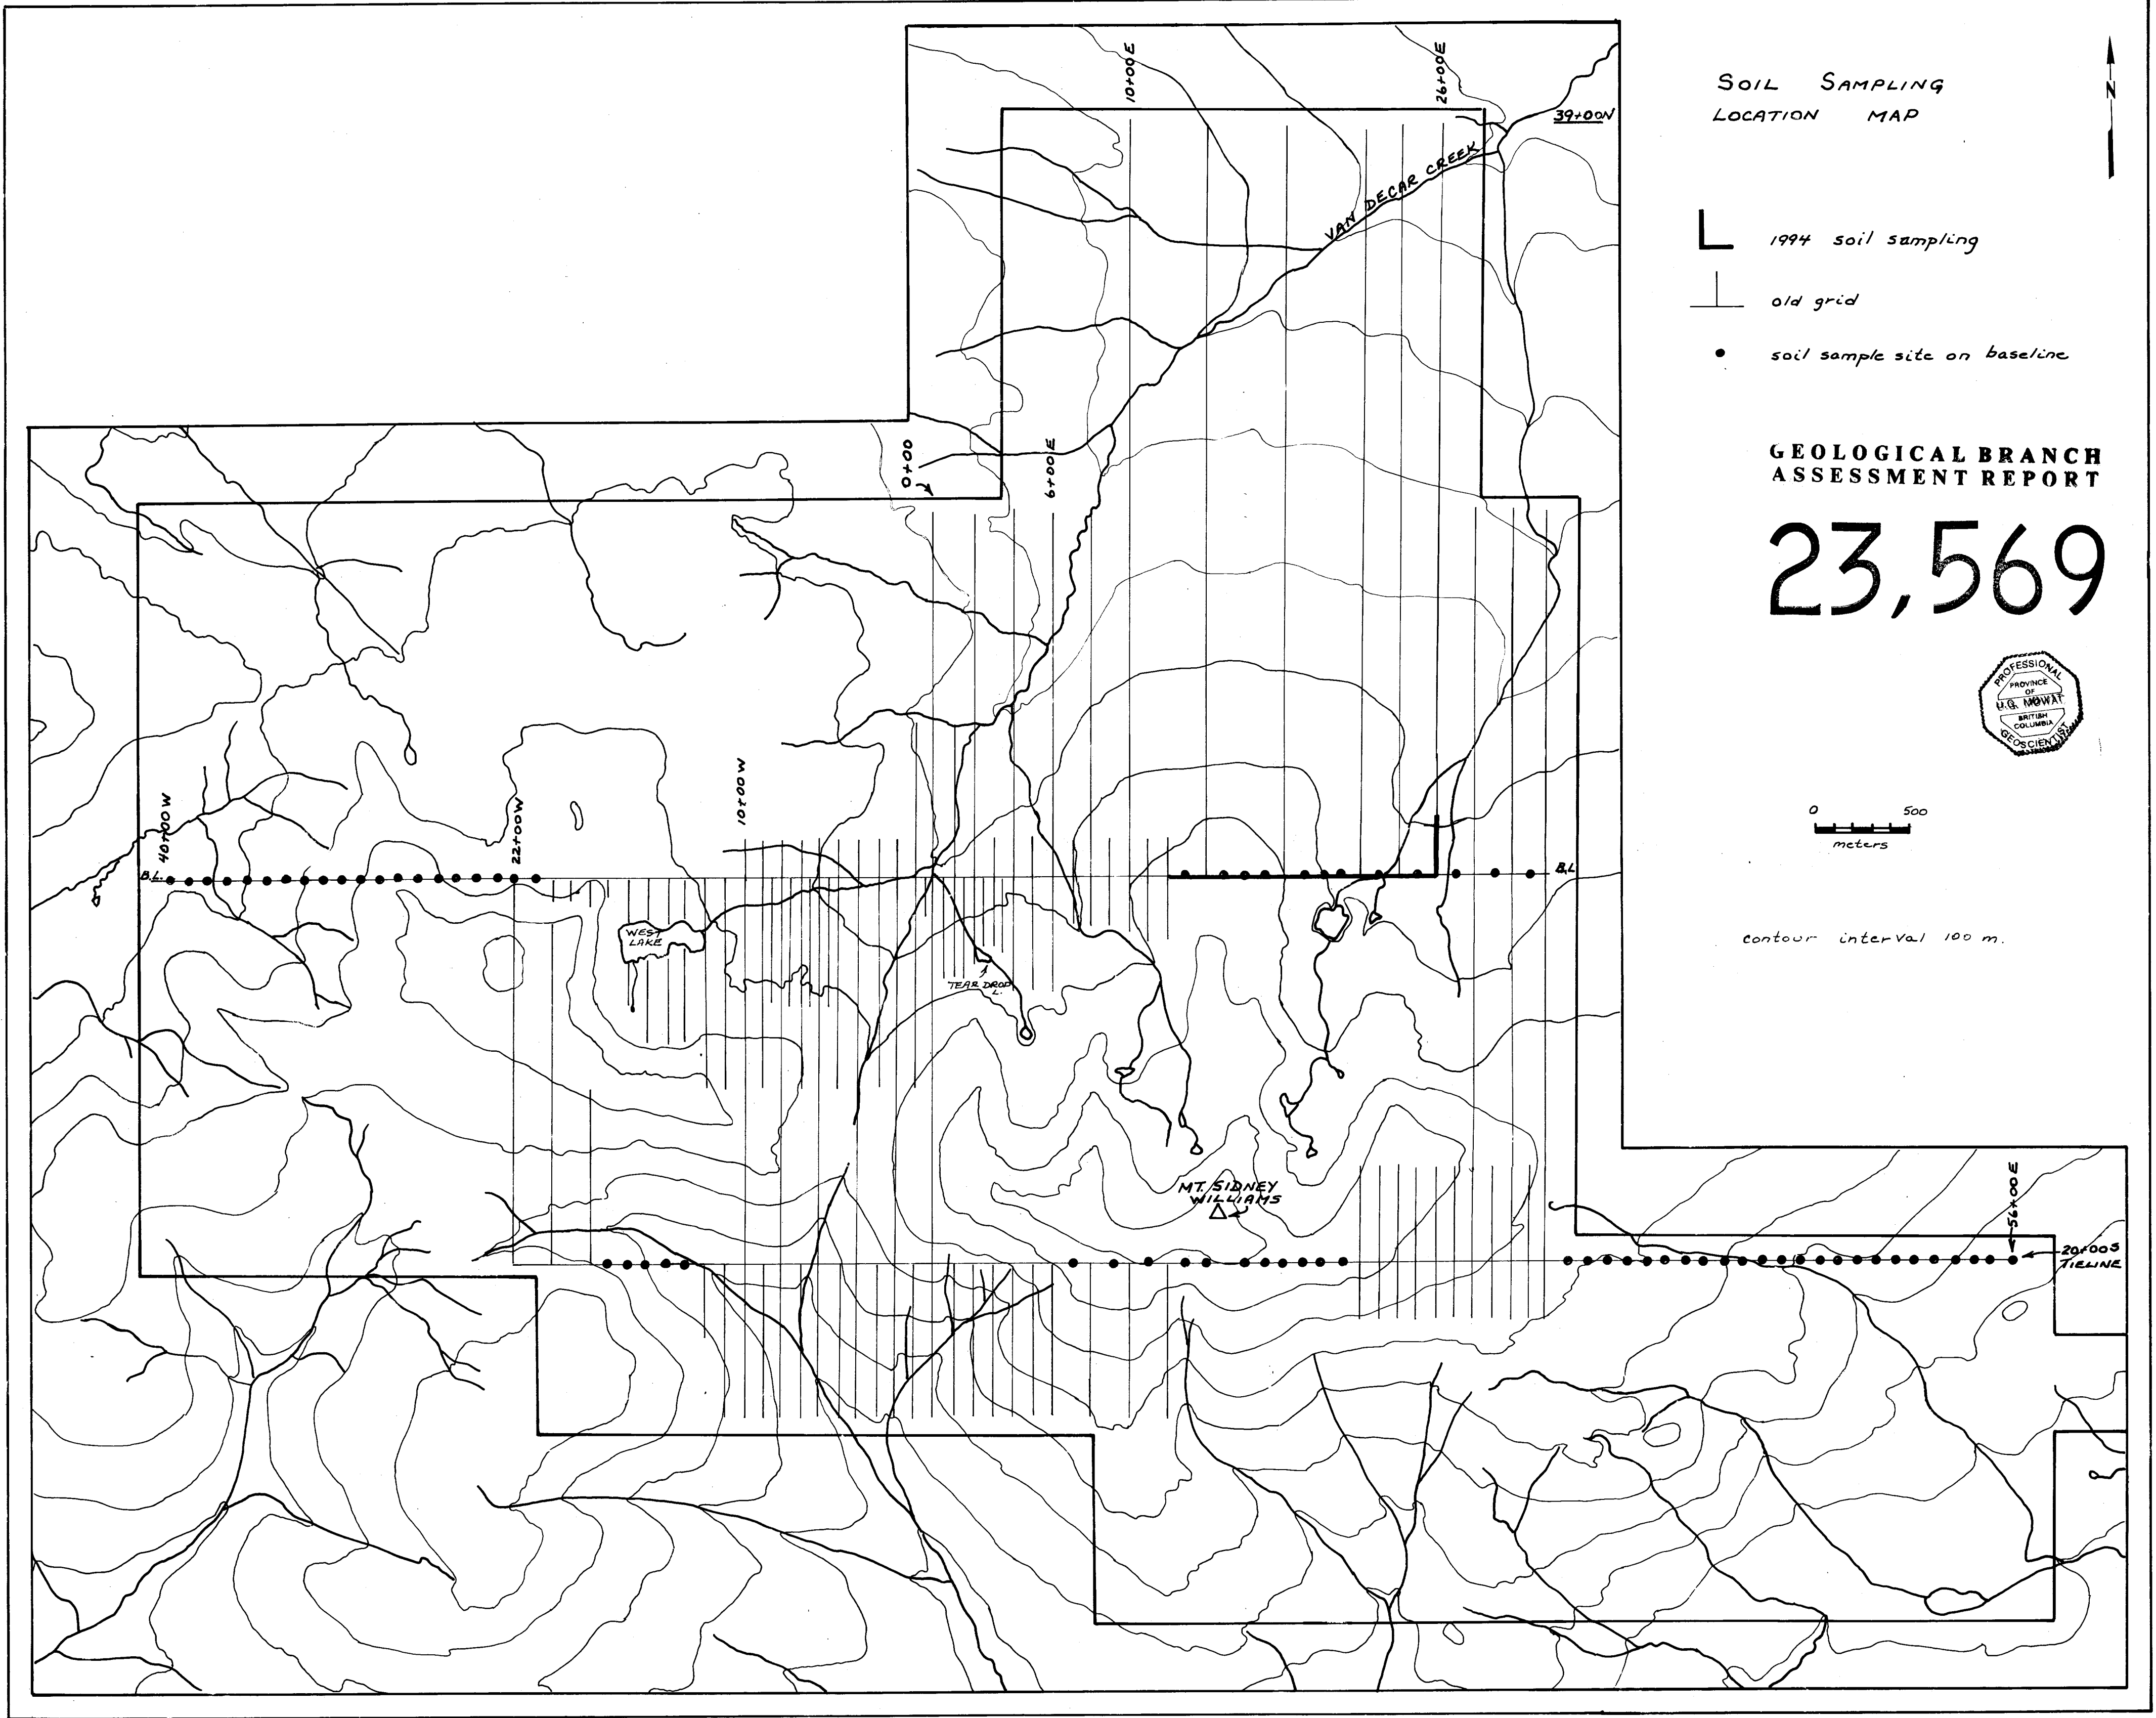 SOIL SAMPLING
LOCATION MAP
N
1994 soil sampling
old grid
soil sample site on baseline
GEOLOGICAL BRANCH
ASSESSMENT REPORT
23,569
PROFESSIONAL
PROVINCE
OF
U.G. MOWAT
BRITISH
COLUMBIA
GEOSCIENTIST
0 500
meters
contour interval 100 m.
10+00E
26+00E
39+00N
VAN DECAR CREEK
0+00
6+00E
40+00W
22+00W
10+00W
B.L.
B.L.
WEST
LAKE
TEAR DROP
L.
MT. SIDNEY
WILLIAMS
56+00E
20+00S
TIELINE